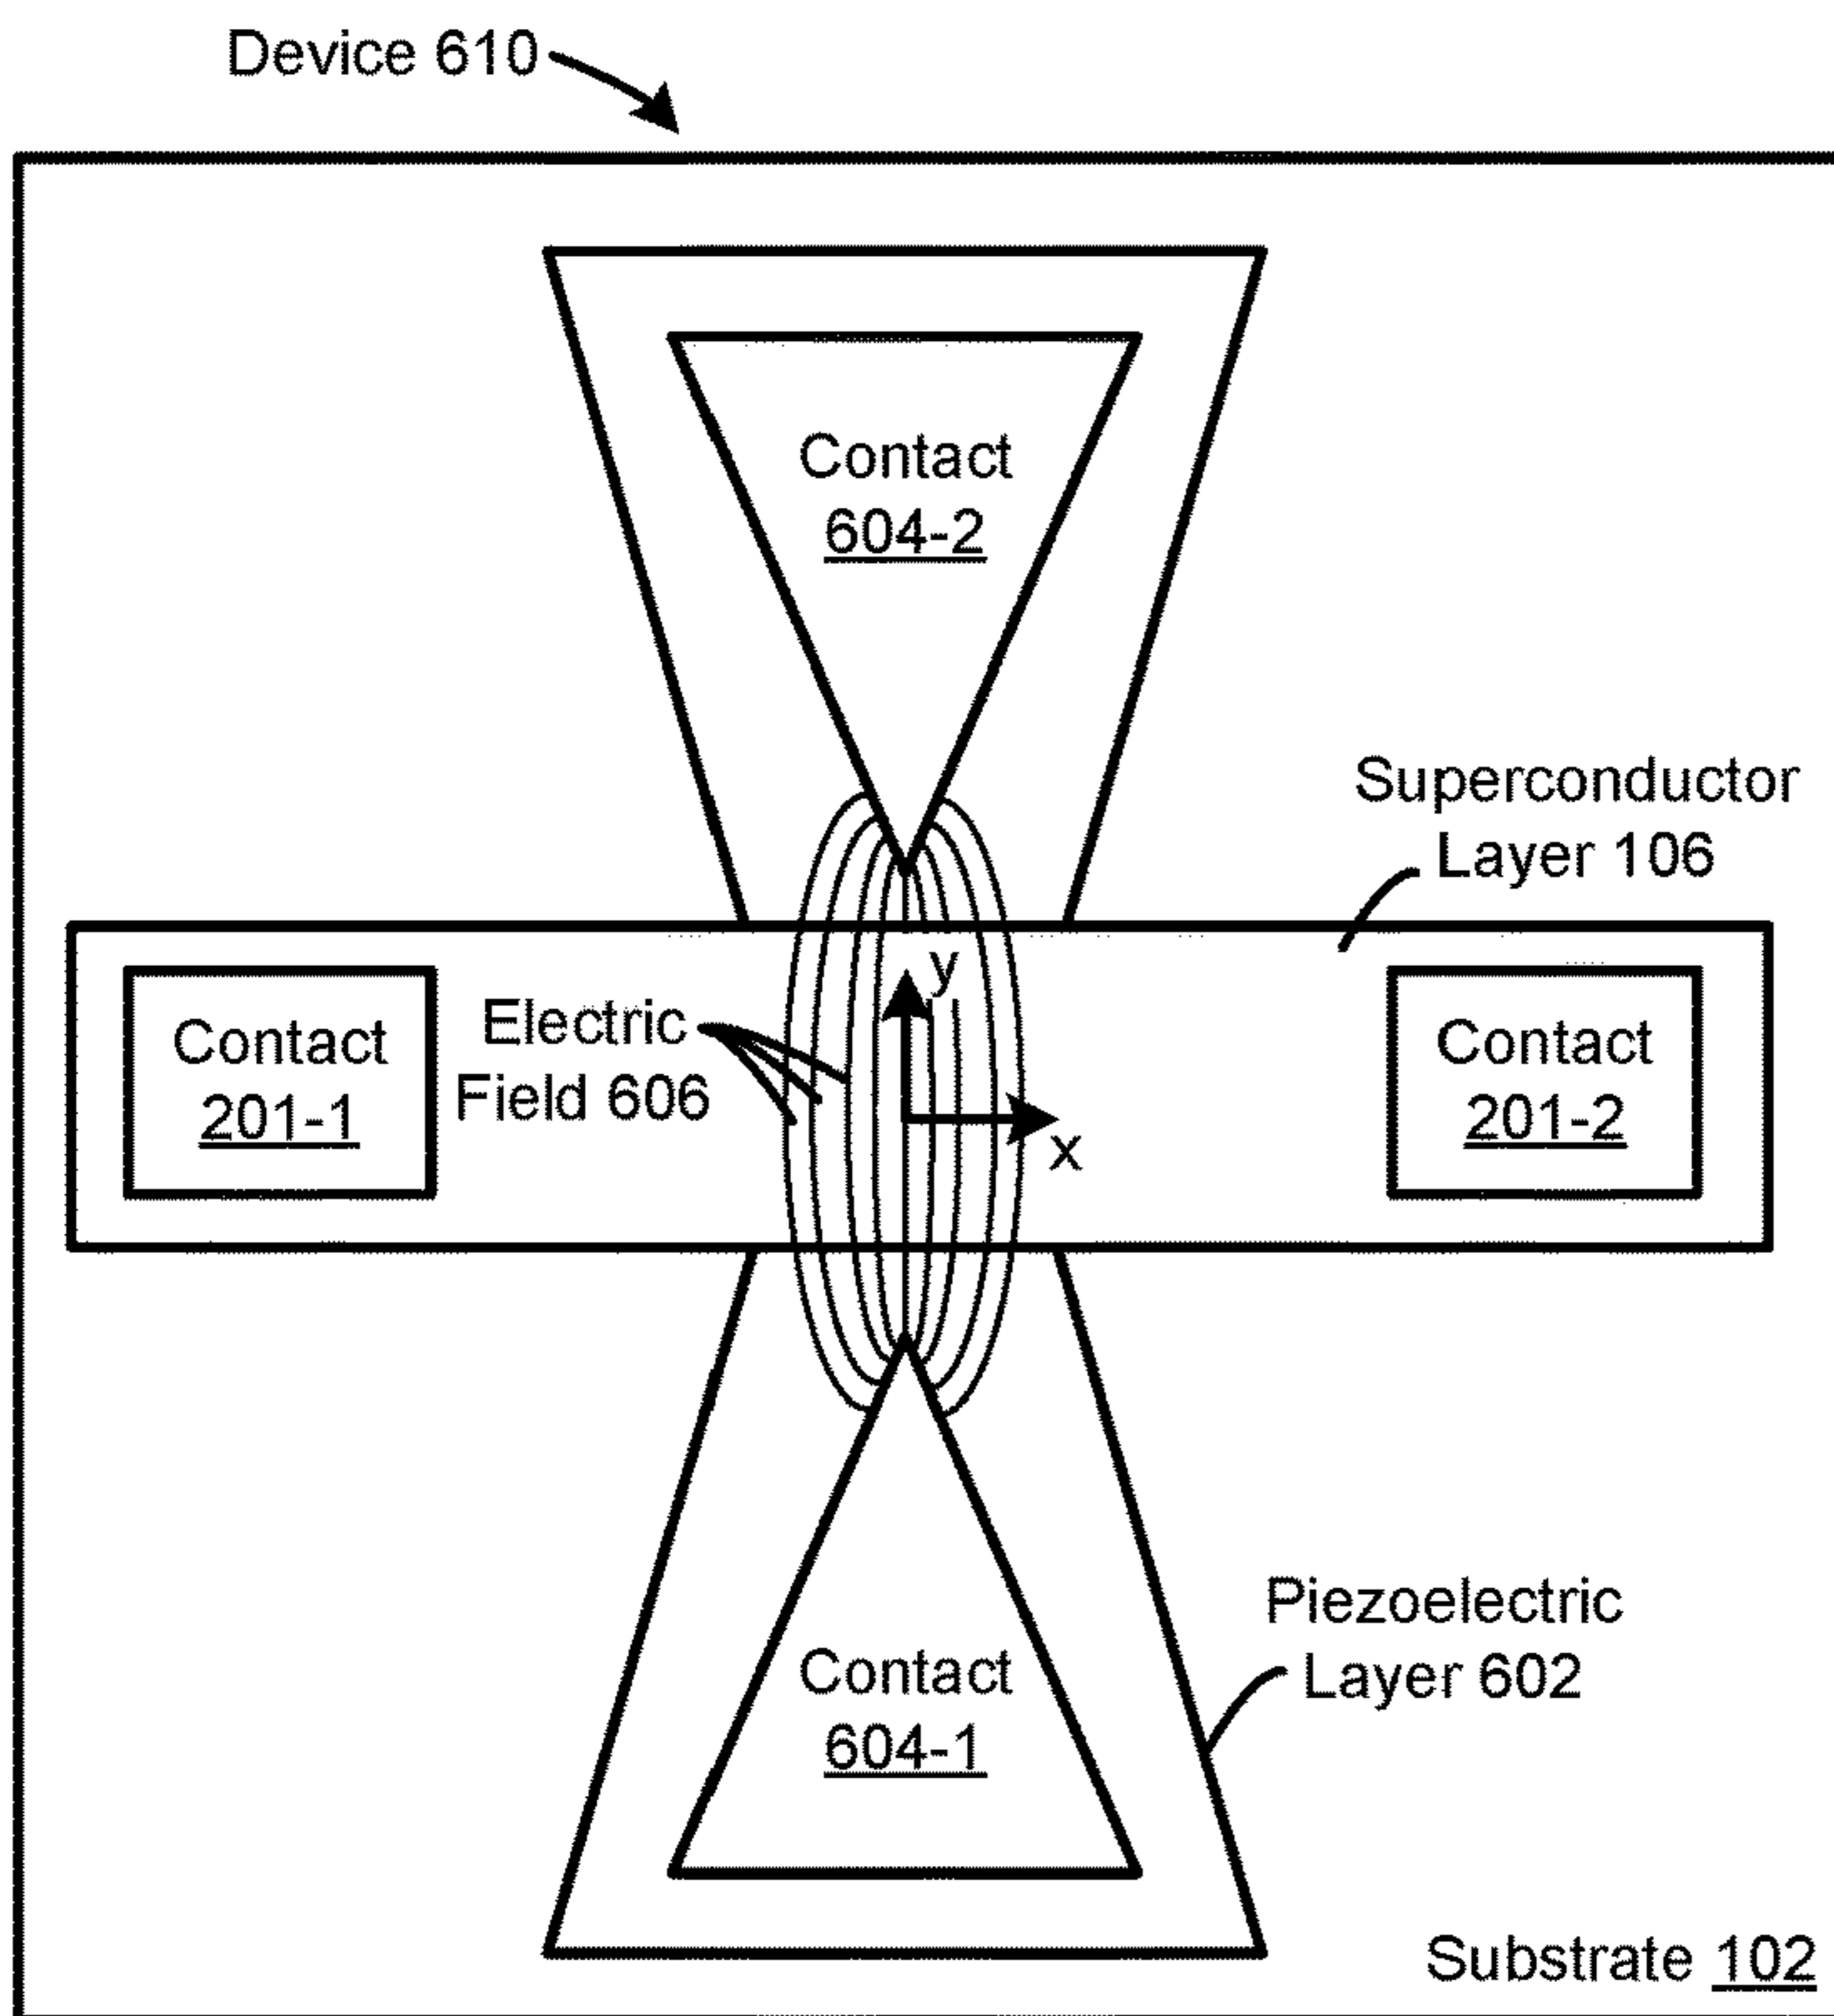 Device 610
Contact
604-2
Superconductor
Layer 106
y
Electric
Field 606
x
Contact
201-1
Contact
201-2
Piezoelectric
Layer 602
Contact
604-1
Substrate 102